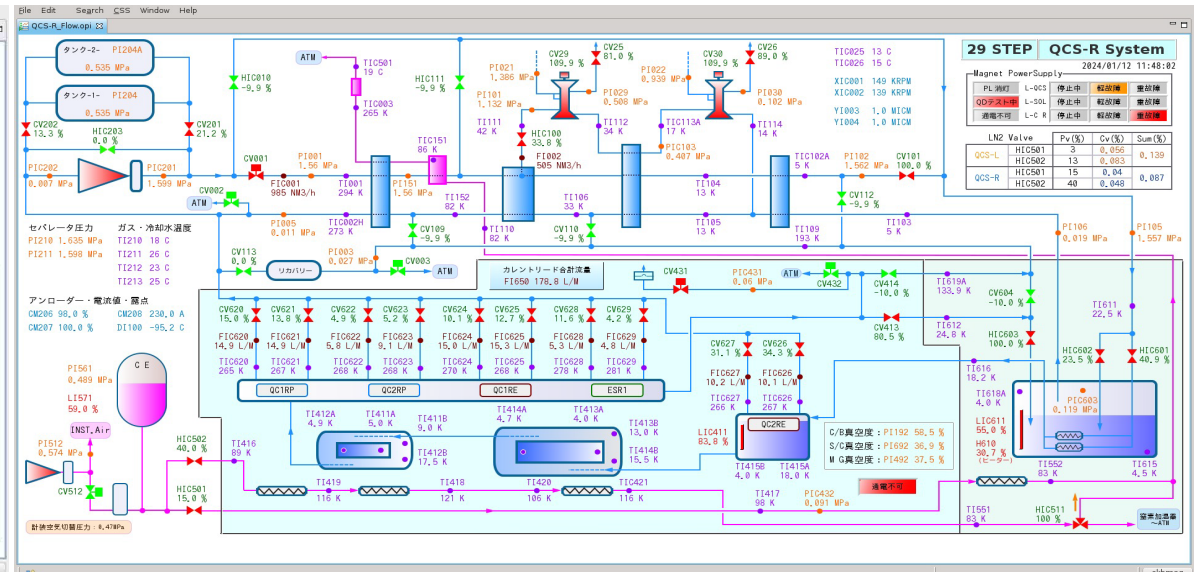 File Edit Search CSS Window Help
QCS-R_Flow.opi
29 STEP QCS-R System
2024/01/12 11:48:02
Magnet PowerSupply
PL 消灯 L-QCS 停止中 軽故障 重故障
QDテスト中 L-SOL 停止中 軽故障 重故障
通電不可 L-C R 停止中 軽故障 重故障
LN2 Valve Pv(%) Cv(%) Sum(%)
QCS-L HIC501 3 0.056 0.139
HIC502 13 0.083
QCS-R HIC501 15 0.04 0.087
HIC502 40 0.048
タンク-2- PI204A
0.535 MPa
タンク-1- PI204
0.535 MPa
CV202
13.3 %
HIC203
0.0 %
CV201
21.2 %
PIC202
0.007 MPa
PIC201
1.599 MPa
HIC010
-9.9 %
ATM
TIC501
19 C
TIC003
265 K
HIC111
-9.9 %
CV001
FIC001
985 NM3/h
PI001
1.56 MPa
TI001
294 K
PI151
1.56 MPa
TIC151
86 K
TI152
82 K
CV002
ATM
PI005
0.011 MPa
TIC002H
273 K
PI021
1.386 MPa
CV29
109.9 %
CV25
81.0 %
PI101
1.132 MPa
PI029
0.508 MPa
TI111
42 K
HIC100
33.8 %
FI002
505 NM3/h
TI112
34 K
TI110
82 K
TI106
33 K
PI022
0.939 MPa
CV30
109.9 %
CV26
89.0 %
PI030
0.102 MPa
TIC113A
17 K
PIC103
0.407 MPa
TI114
14 K
TI104
13 K
TI105
13 K
TIC025 13 C
TIC026 15 C
XIC001 149 KRPM
XIC002 139 KRPM
YI003 1.0 MICM
YI004 1.0 MICM
TIC102A
5 K
PI102
1.562 MPa
CV101
100.0 %
CV112
-9.9 %
TI103
5 K
TI109
193 K
CV109
-9.9 %
CV110
-9.9 %
PI106
0.019 MPa
PI105
1.557 MPa
セパレータ圧力 ガス・冷却水温度
PI210 1.635 MPa TI210 18 C
PI211 1.598 MPa TI211 26 C
TI212 23 C
TI213 25 C
アンローダー・電流値・露点
CM206 98.0 % CM208 230.0 A
CM207 100.0 % DI100 -95.2 C
CV113
0.0 %
リカバリー
PI003
0.027 MPa
CV003
ATM
カレントリード合計流量
FI650 178.8 L/M
CV431
PIC431
0.06 MPa
ATM
CV432
CV414
-10.0 %
TI619A
133.9 K
CV604
-10.0 %
CV413
80.5 %
TI612
24.8 K
HIC603
100.0 %
TI611
22.5 K
HIC602
23.5 %
HIC601
40.9 %
CV620
15.0 %
CV621
13.8 %
CV622
4.9 %
CV623
5.2 %
CV624
10.1 %
CV625
12.7 %
CV628
11.6 %
CV629
4.2 %
FIC620
14.9 L/M
FIC621
14.9 L/M
FIC622
5.8 L/M
FIC623
9.1 L/M
FIC624
15.0 L/M
FIC625
15.2 L/M
FIC628
5.3 L/M
FIC629
4.8 L/M
TIC620
265 K
TIC621
267 K
TIC622
268 K
TIC623
268 K
TIC624
270 K
TIC625
268 K
TIC628
278 K
TIC629
281 K
QC1RP QC2RP QC1RE ESR1
CV627
31.1 %
CV626
34.3 %
FIC627
10.2 L/M
FIC626
10.1 L/M
TIC627
266 K
TIC626
267 K
QC2RE
LIC411
83.8 %
TI415B
4.0 K
TI415A
18.0 K
TI412A
4.9 K
TI411A
5.0 K
TI411B
9.0 K
TI412B
17.5 K
TI414A
4.7 K
TI413A
4.0 K
TI413B
13.0 K
TI414B
15.5 K
C/B真空度 : PI192 58.5 %
S/C真空度 : PI692 36.9 %
M G真空度 : PI492 37.5 %
通電不可
TI616
18.2 K
TI618A
4.0 K
PIC603
0.119 MPa
LIC611
55.0 %
H610
30.7 %
(ヒーター)
TI552
83 K
TI615
4.5 K
C E
PI561
0.489 MPa
LI571
59.0 %
INST.Air
PI512
0.574 MPa
CV512
計装空気切替圧力:0.47MPa
HIC502
40.0 %
TI416
89 K
HIC501
15.0 %
TI419
116 K
TI418
121 K
TI420
106 K
TIC421
116 K
TI417
98 K
PIC432
0.091 MPa
TI551
83 K
HIC511
100 %
窒素加温器
～ATM